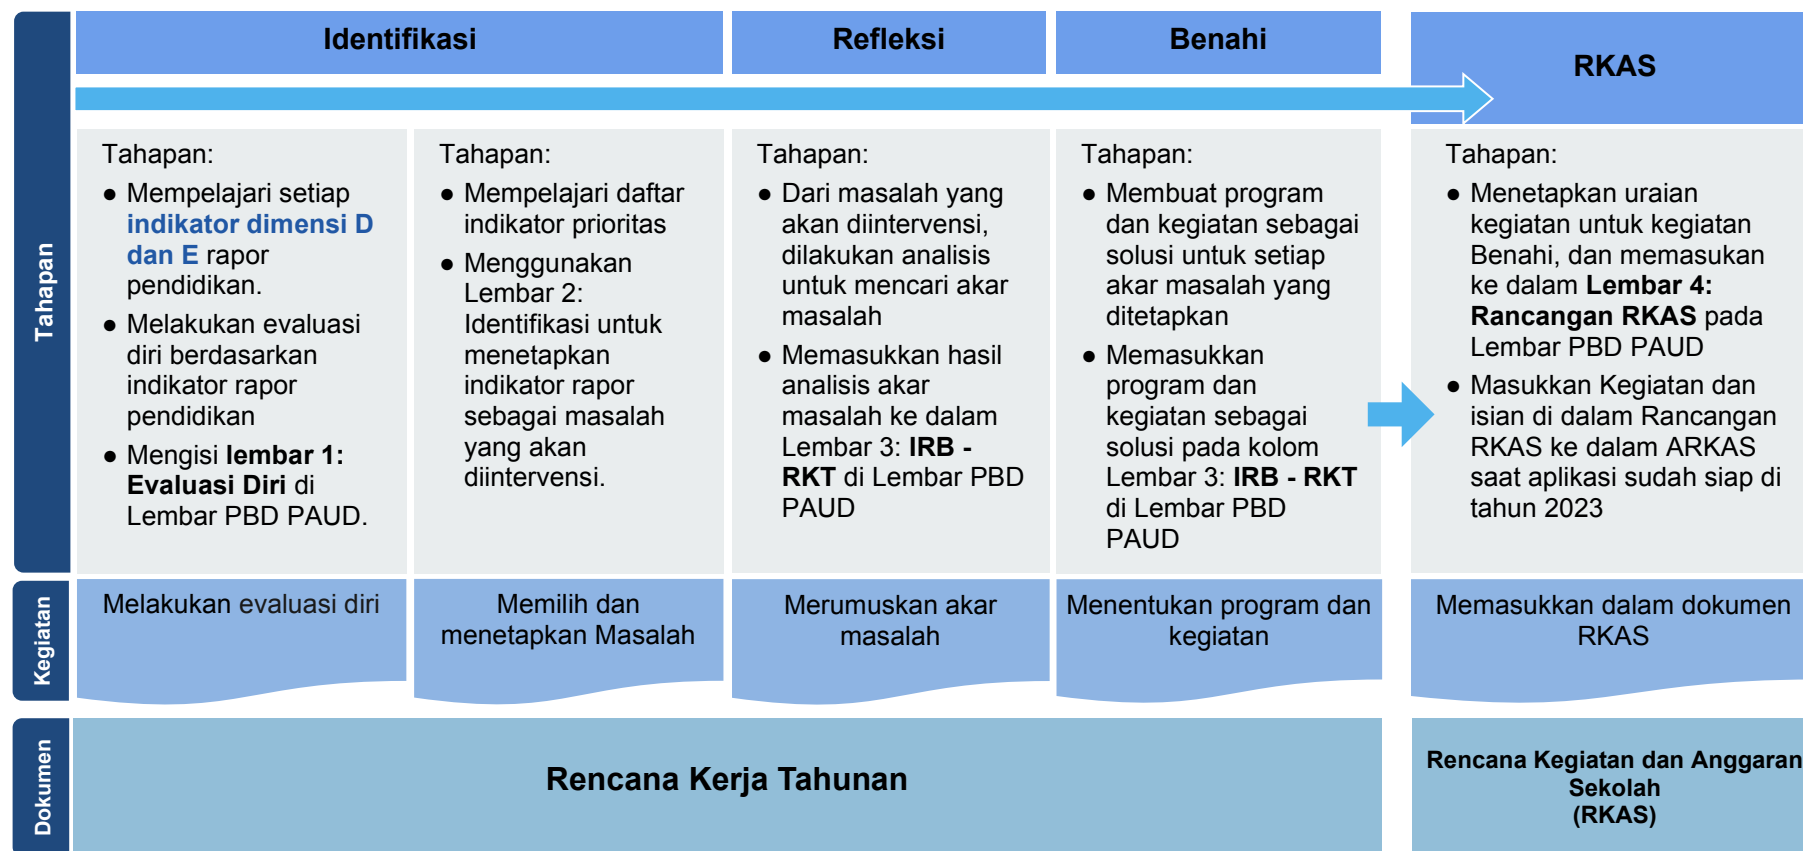 Identifikasi
Refleksi
Benahi
RKAS
Tahapan
Tahapan:
● Mempelajari setiap
indikator dimensi D
dan E rapor
pendidikan.
● Melakukan evaluasi
diri berdasarkan
indikator rapor
pendidikan
● Mengisi lembar 1:
Evaluasi Diri di
Lembar PBD PAUD.
Tahapan:
● Mempelajari daftar
indikator prioritas
● Menggunakan
Lembar 2:
Identifikasi untuk
menetapkan
indikator rapor
sebagai masalah
yang akan
diintervensi.
Tahapan:
● Dari masalah yang
akan diintervensi,
dilakukan analisis
untuk mencari akar
masalah
● Memasukkan hasil
analisis akar
masalah ke dalam
Lembar 3: IRB -
RKT di Lembar PBD
PAUD
Tahapan:
● Membuat program
dan kegiatan sebagai
solusi untuk setiap
akar masalah yang
ditetapkan
● Memasukkan
program dan
kegiatan sebagai
solusi pada kolom
Lembar 3: IRB - RKT
di Lembar PBD
PAUD
Tahapan:
● Menetapkan uraian
kegiatan untuk kegiatan
Benahi, dan memasukan
ke dalam Lembar 4:
Rancangan RKAS pada
Lembar PBD PAUD
● Masukkan Kegiatan dan
isian di dalam Rancangan
RKAS ke dalam ARKAS
saat aplikasi sudah siap di
tahun 2023
Kegiatan
Melakukan evaluasi diri
Memilih dan
menetapkan Masalah
Merumuskan akar
masalah
Menentukan program dan
kegiatan
Memasukkan dalam dokumen
RKAS
Dokumen
Rencana Kerja Tahunan
Rencana Kegiatan dan Anggaran
Sekolah
(RKAS)